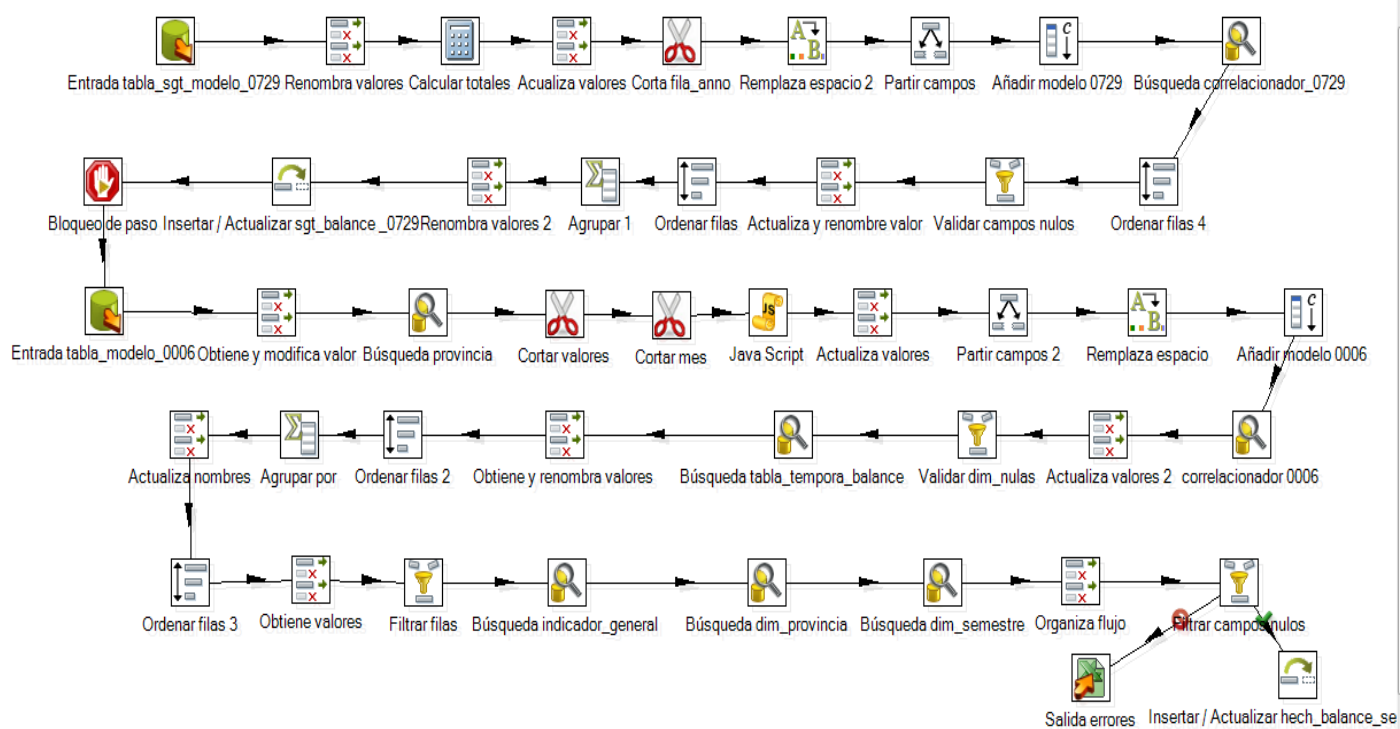 Entrada tabla_sgt_modelo_0729 Renombra valores Calcular totales Acualiza valores Corta fila_anno Remplaza espacio 2 Partir campos Añadir modelo 0729 Búsqueda correlacionador_0729
Bloqueo de paso Insertar / Actualizar sgt_balance _0729 Renombra valores 2 Agrupar 1 Ordenar filas Actualiza y renombre valor Validar campos nulos Ordenar filas 4
Entrada tabla_modelo_0006 Obtiene y modifica valor Búsqueda provincia Cortar valores Cortar mes Java Script Actualiza valores Partir campos 2 Remplaza espacio Añadir modelo 0006
Actualiza nombres Agrupar por Ordenar filas 2 Obtiene y renombra valores Búsqueda tabla_tempora_balance Validar dim_nulas Actualiza valores 2 correlacionador 0006
Ordenar filas 3 Obtiene valores Filtrar filas Búsqueda indicador_general Búsqueda dim_provincia Búsqueda dim_semestre Organiza flujo Filtrar campos nulos
Salida errores Insertar / Actualizar hech_balance_se